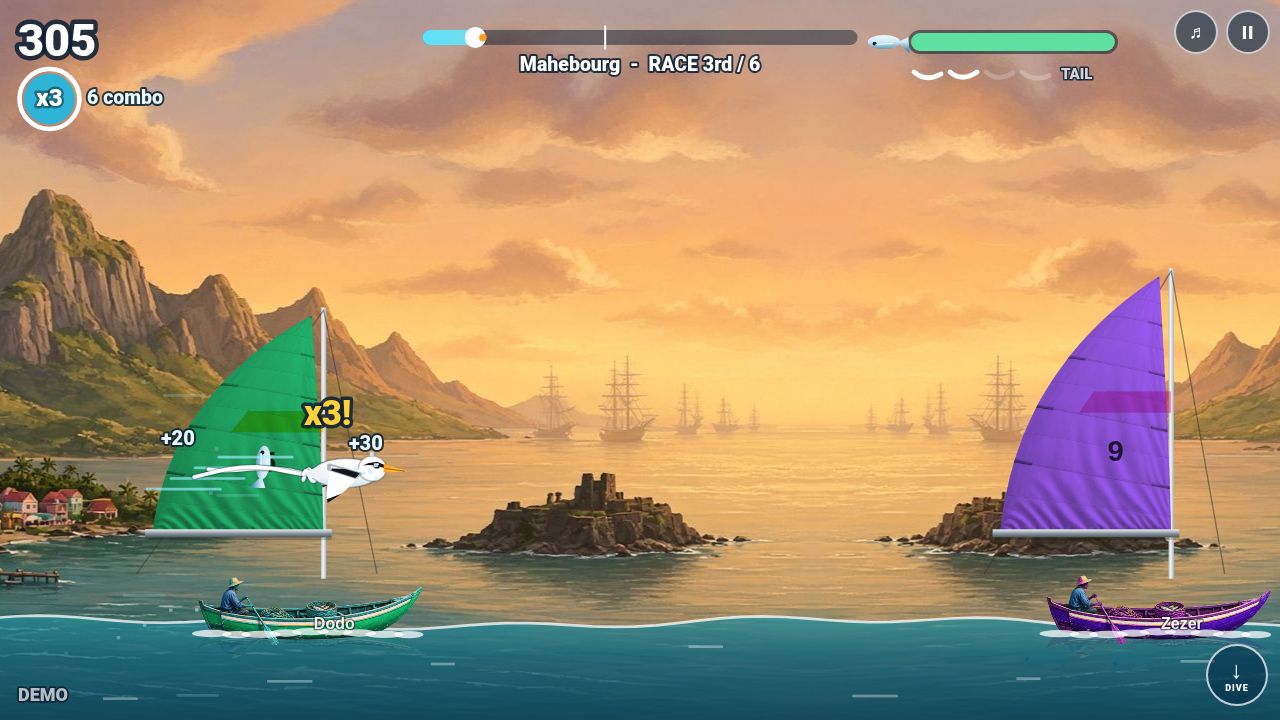 305
x3 6 combo
Mahebourg - RACE 3rd / 6
TAIL
x3!
+20
+30
9
Dodo
Zezer
DEMO
↓
DIVE